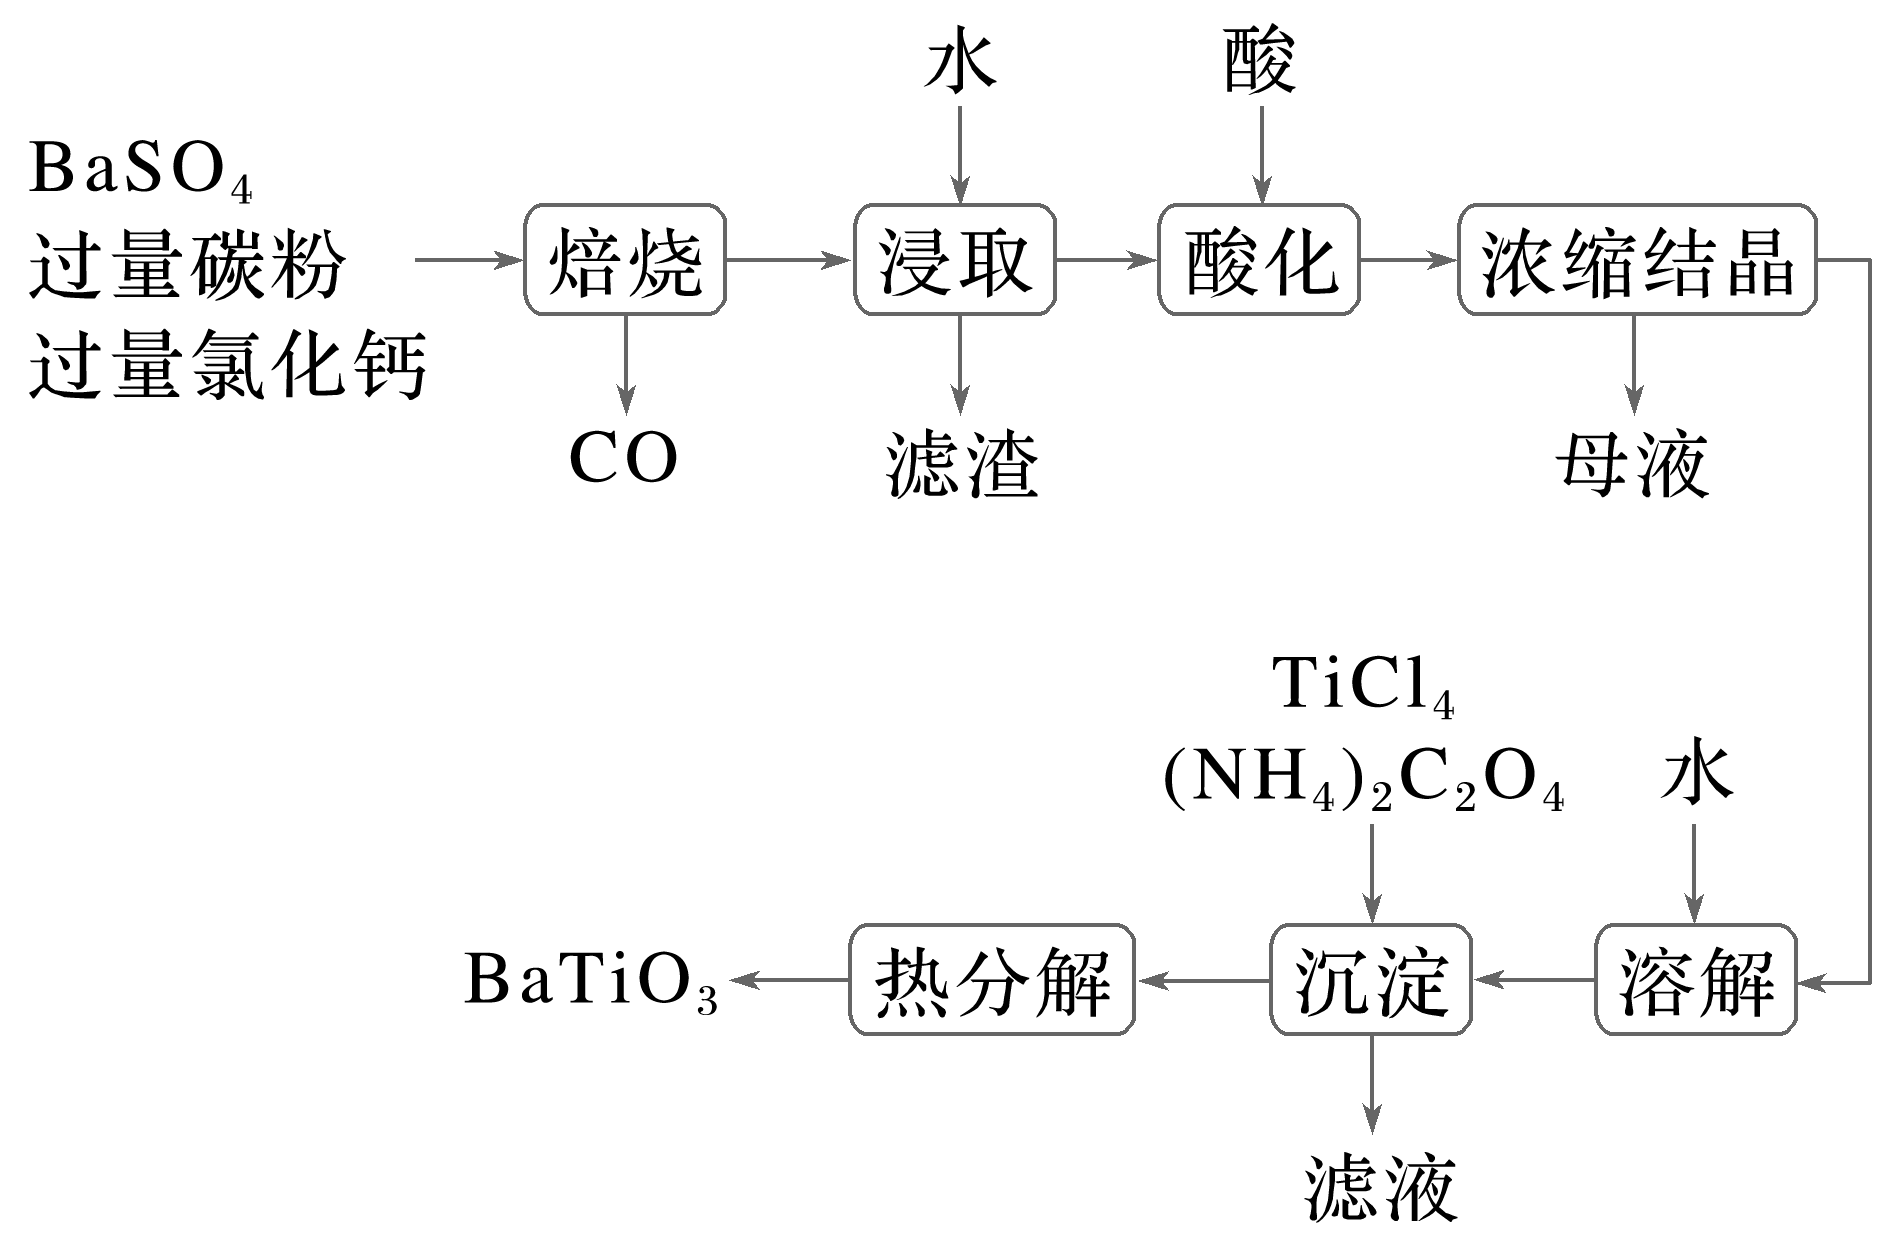 水
酸
BaSO₄
过量碳粉
过量氯化钙
焙烧
浸取
酸化
浓缩结晶
CO
滤渣
母液
TiCl₄
(NH₄)₂C₂O₄
水
BaTiO₃
热分解
沉淀
溶解
滤液